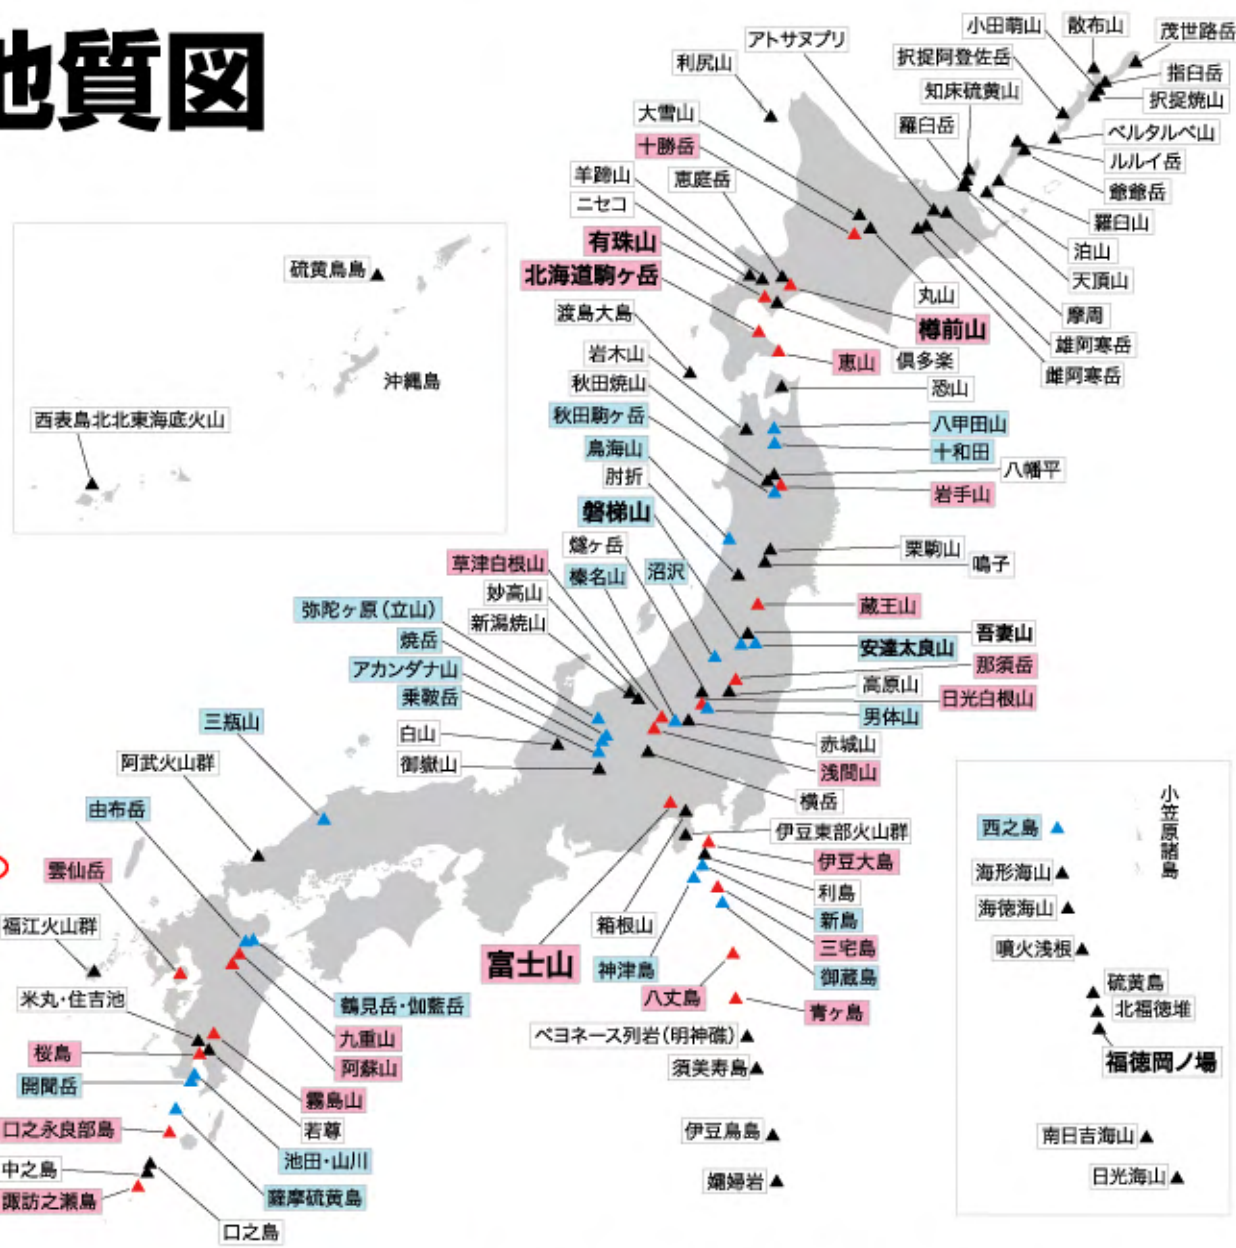 地質図
小田萌山
散布山
茂世路岳
アトサヌプリ
利尻山
択捉阿登佐岳
指臼岳
知床硫黄山
択捉焼山
大雪山
羅臼岳
ベルタルベ山
十勝岳
ルルイ岳
羊蹄山
恵庭岳
爺爺岳
ニセコ
羅臼山
有珠山
泊山
北海道駒ヶ岳
天頂山
丸山
渡島大島
摩周
樽前山
雄阿寒岳
岩木山
恵山
倶多楽
雌阿寒岳
秋田焼山
恐山
秋田駒ヶ岳
八甲田山
鳥海山
十和田
肘折
八幡平
岩手山
磐梯山
燧ヶ岳
栗駒山
草津白根山
榛名山
沼沢
鳴子
妙高山
弥陀ヶ原(立山)
蔵王山
新潟焼山
吾妻山
焼岳
安達太良山
アカンダナ山
那須岳
高原山
乗鞍岳
日光白根山
男体山
三瓶山
白山
赤城山
阿武火山群
御嶽山
浅間山
横岳
由布岳
伊豆東部火山群
雲仙岳
伊豆大島
利島
福江火山群
箱根山
新島
富士山
三宅島
神津島
御蔵島
米丸・住吉池
鶴見岳・伽藍岳
八丈島
青ヶ島
九重山
ベヨネース列岩(明神礁)
桜島
阿蘇山
須美寿島
開聞岳
霧島山
口之永良部島
若尊
伊豆鳥島
池田・山川
中之島
孀婦岩
諏訪之瀬島
薩摩硫黄島
口之島
硫黄鳥島
沖縄島
西表島北北東海底火山
小笠原諸島
西之島
海形海山
海徳海山
噴火浅根
硫黄島
北福徳堆
福徳岡ノ場
南日吉海山
日光海山